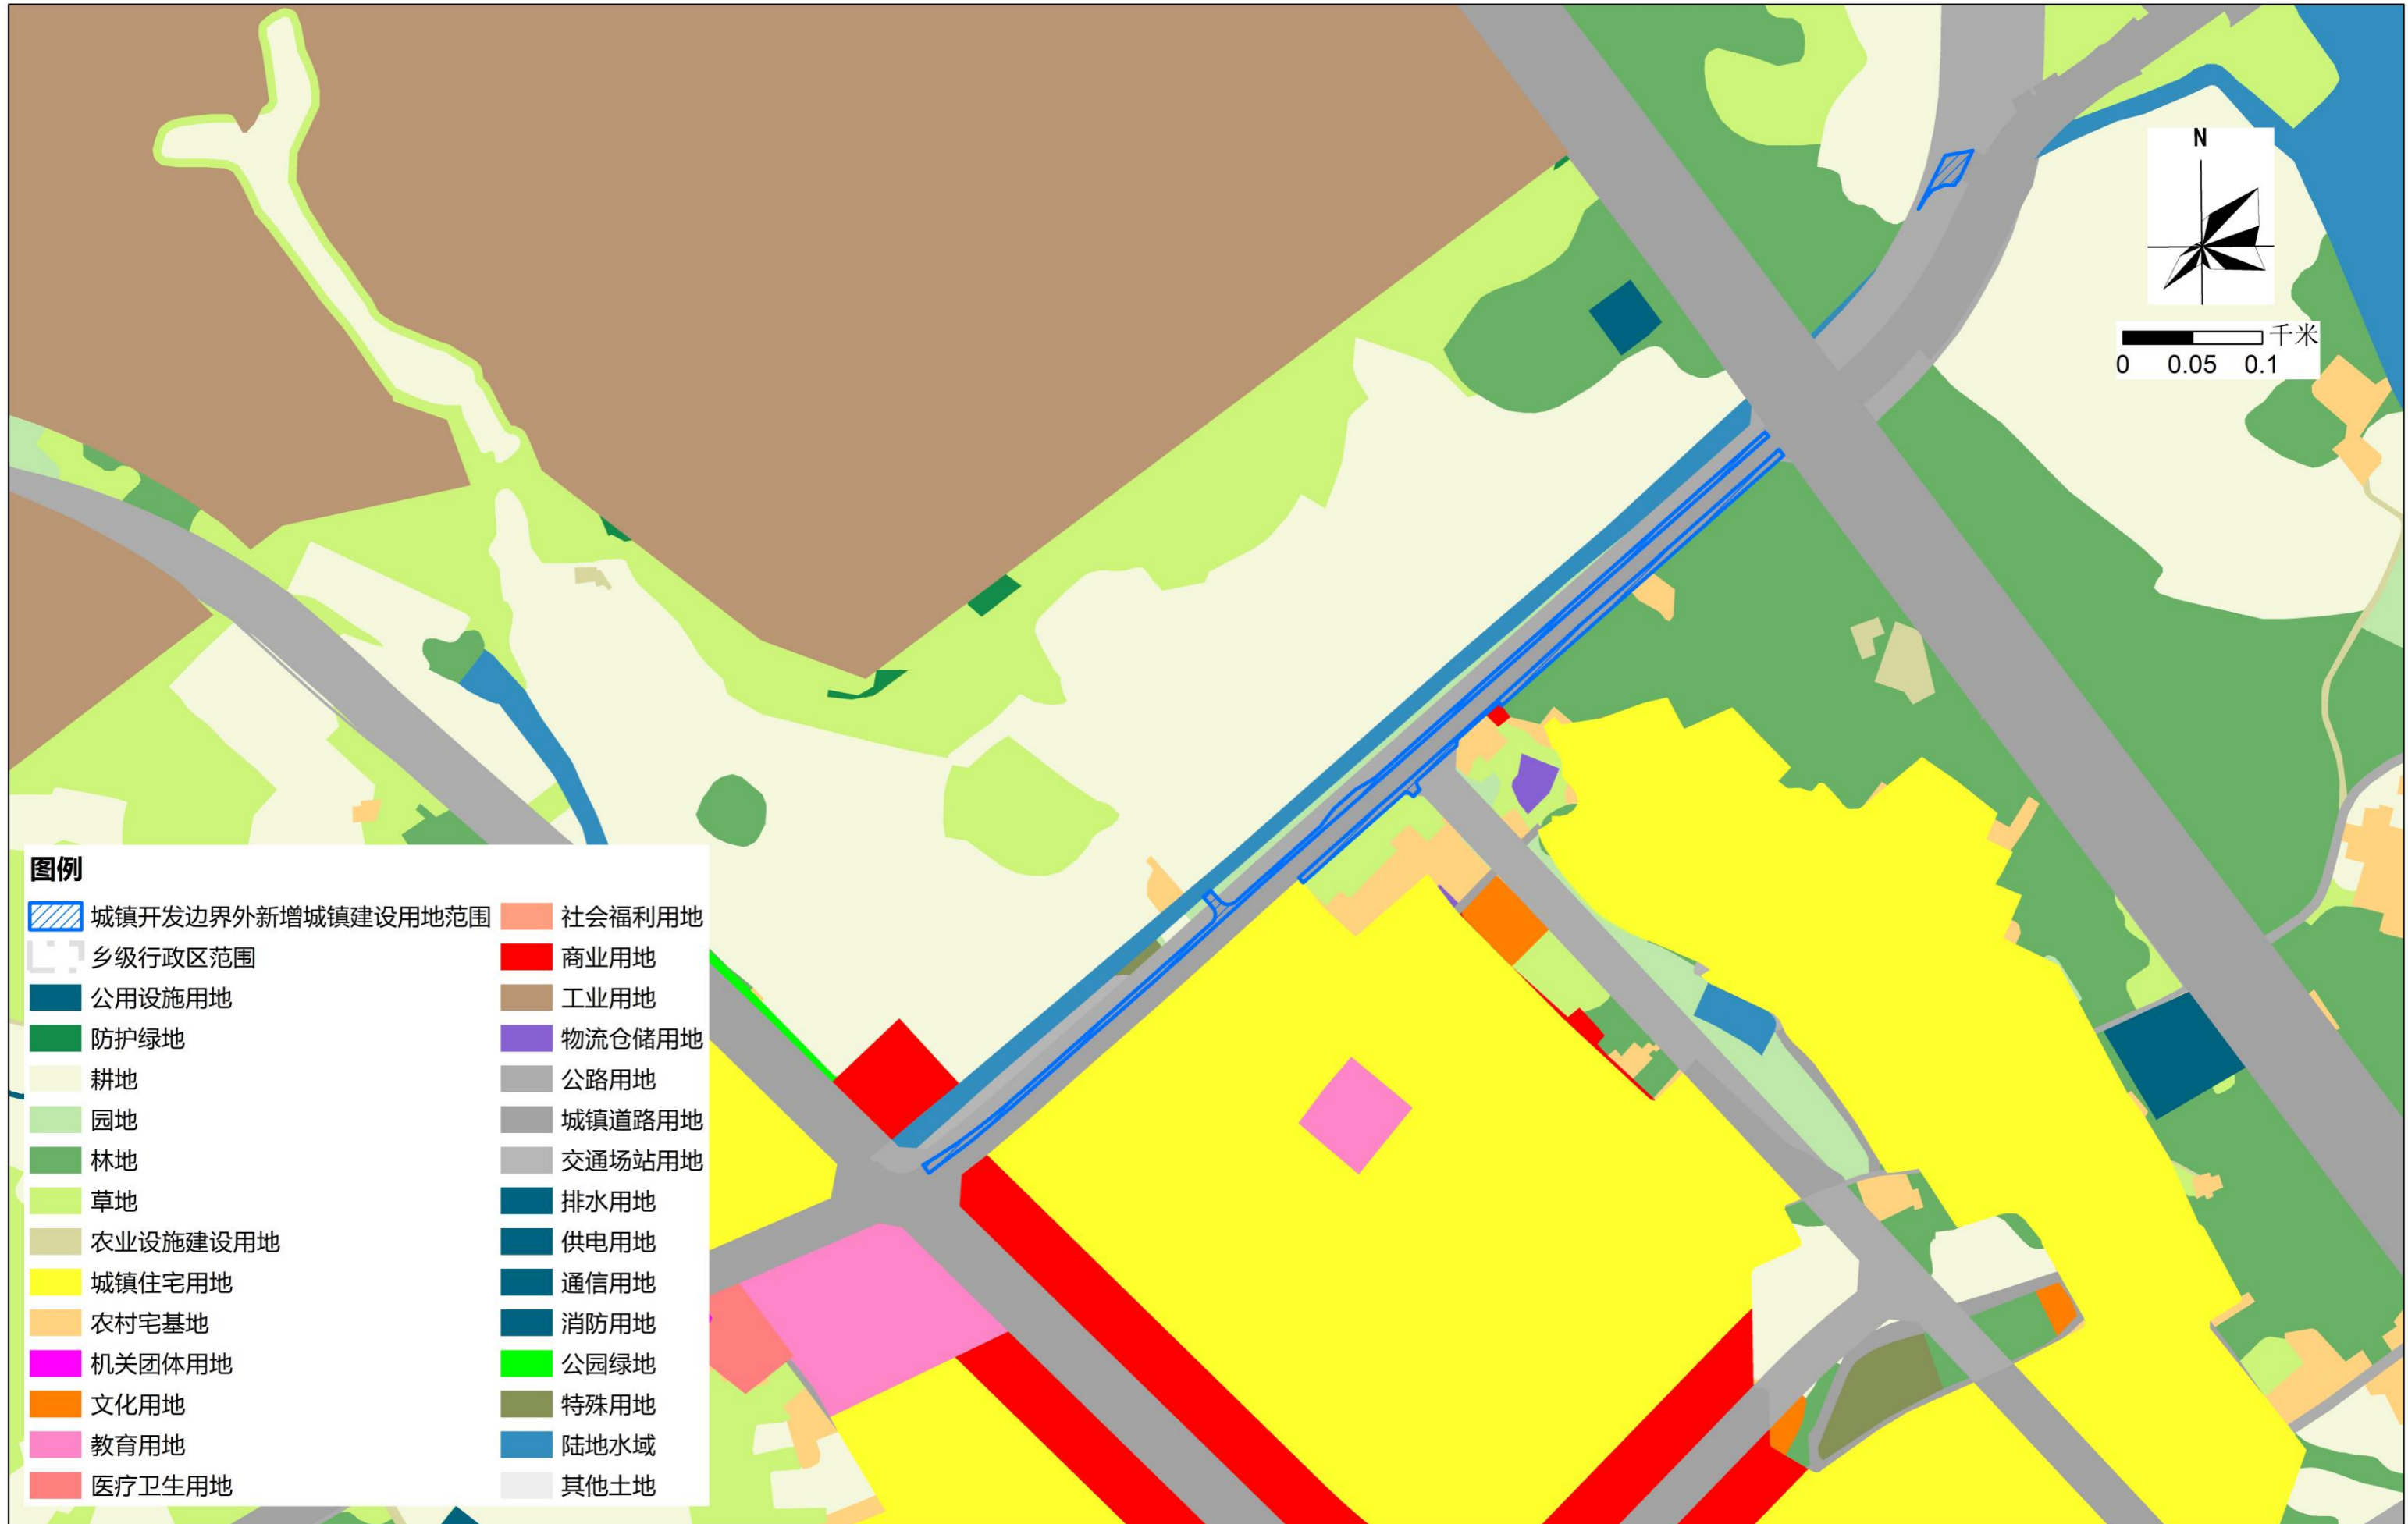 N
千米
0 0.05 0.1
图例
城镇开发边界外新增城镇建设用地范围
乡级行政区范围
公用设施用地
防护绿地
耕地
园地
林地
草地
农业设施建设用地
城镇住宅用地
农村宅基地
机关团体用地
文化用地
教育用地
医疗卫生用地
社会福利用地
商业用地
工业用地
物流仓储用地
公路用地
城镇道路用地
交通场站用地
排水用地
供电用地
通信用地
消防用地
公园绿地
特殊用地
陆地水域
其他土地